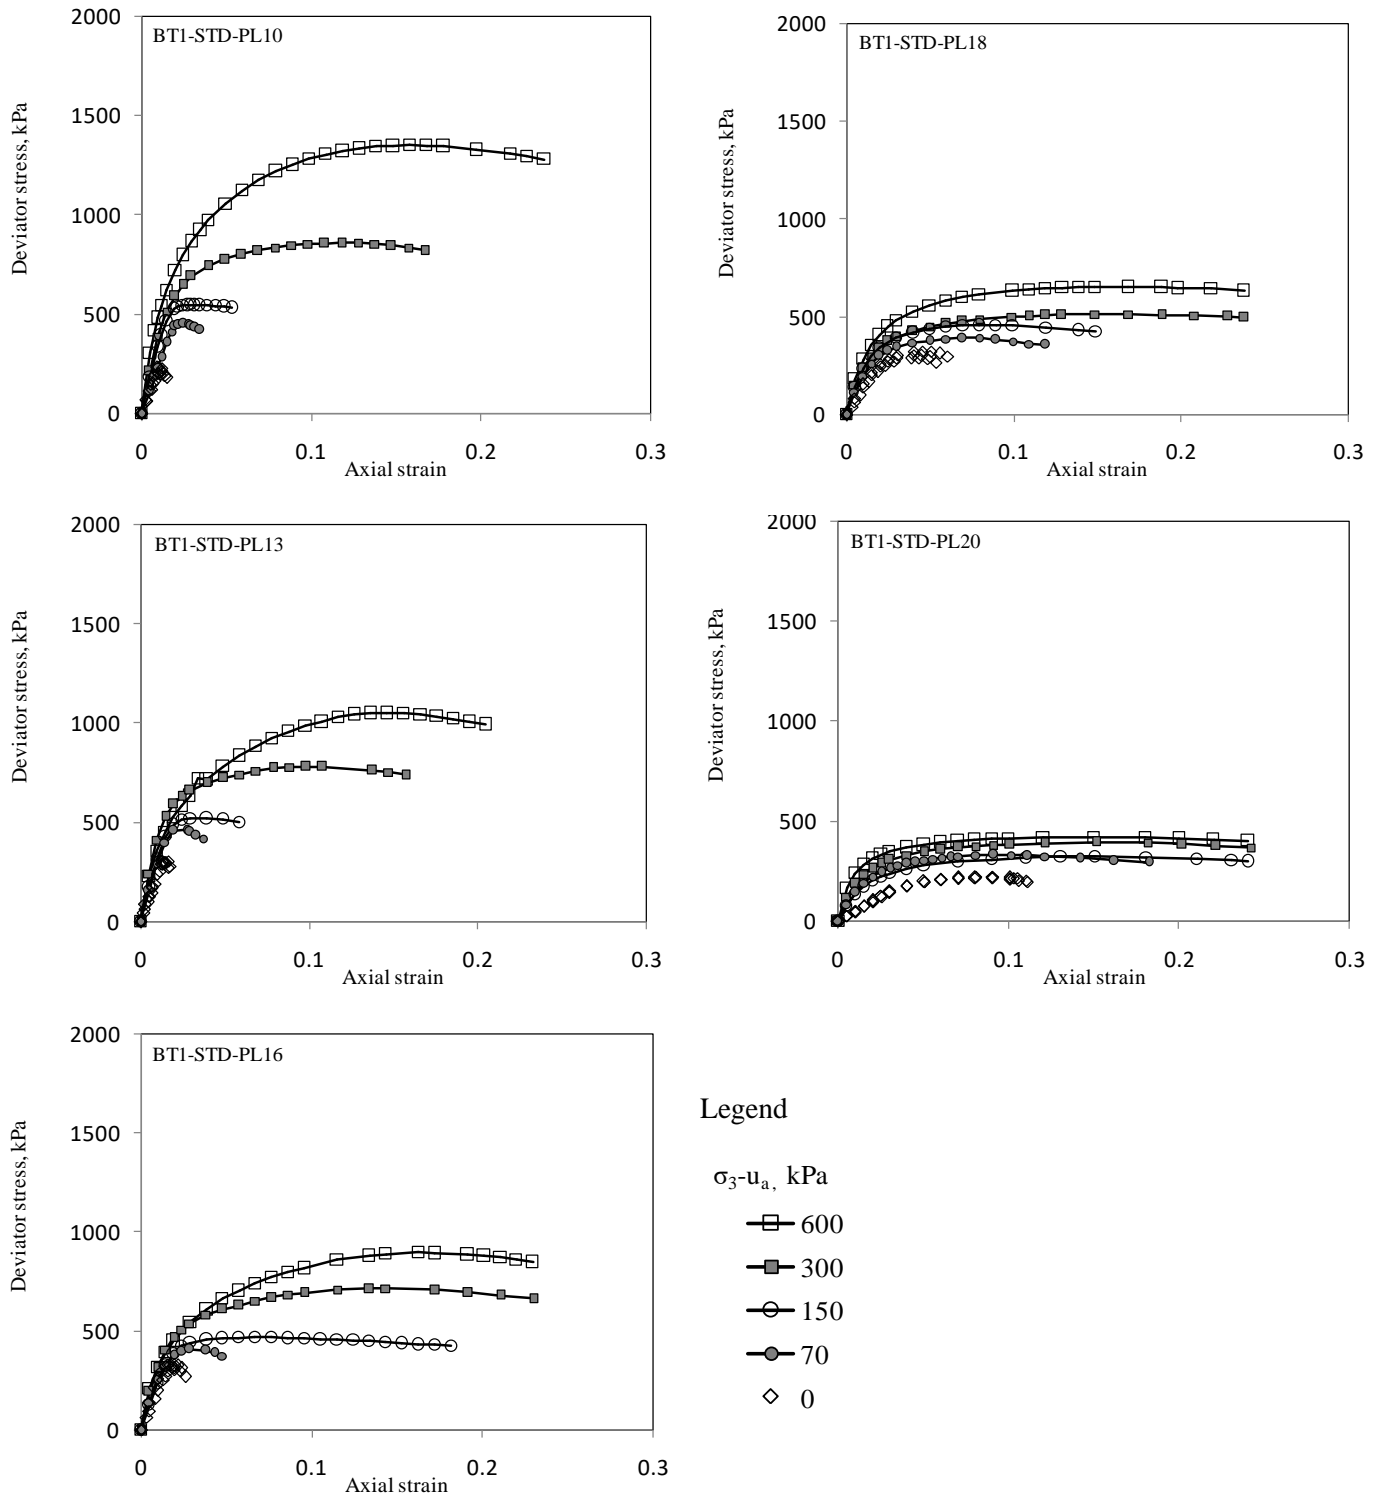 BT1-STD-PL10
2000
1500
1000
500
0
Deviator stress, kPa
0 0.1 0.2 0.3
Axial strain
BT1-STD-PL18
2000
1500
1000
500
0
Deviator stress, kPa
0 0.1 0.2 0.3
Axial strain
BT1-STD-PL13
2000
1500
1000
500
0
Deviator stress, kPa
0 0.1 0.2 0.3
Axial strain
BT1-STD-PL20
2000
1500
1000
500
0
Deviator stress, kPa
0 0.1 0.2 0.3
Axial strain
BT1-STD-PL16
2000
1500
1000
500
0
Deviator stress, kPa
0 0.1 0.2 0.3
Axial strain
Legend
σ₃-uₐ, kPa
600
300
150
70
0